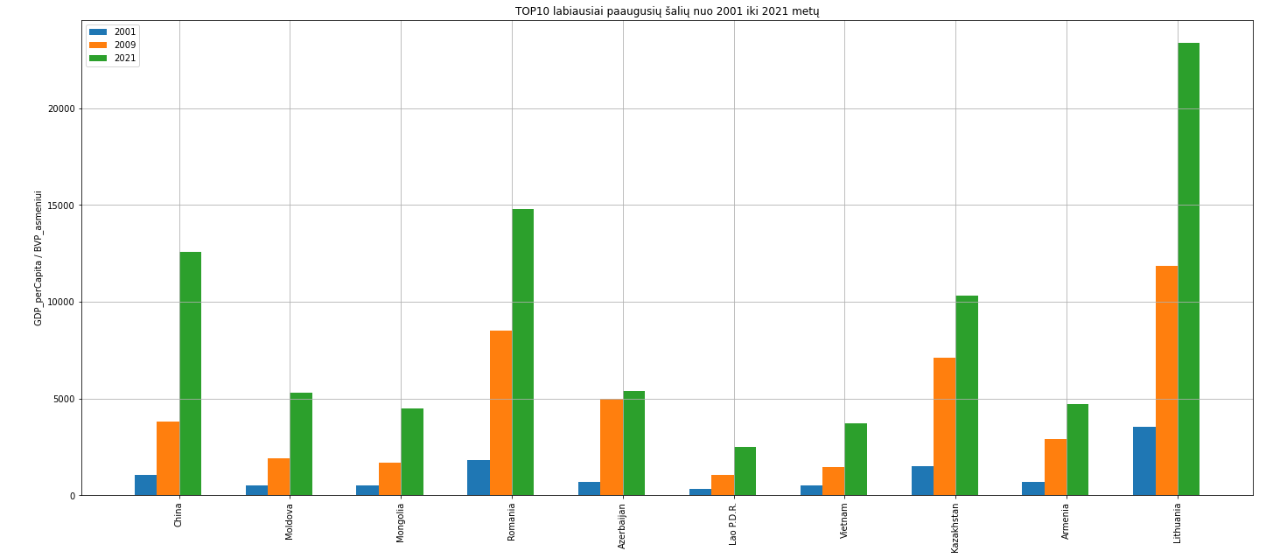 TOP10 labiausiai paaugusių šalių nuo 2001 iki 2021 metų
2001
2009
2021
GDP_perCapita / BVP_asmeniui
20000
15000
10000
5000
0
China
Moldova
Mongolia
Romania
Azerbaijan
Lao P.D.R.
Vietnam
Kazakhstan
Armenia
Lithuania